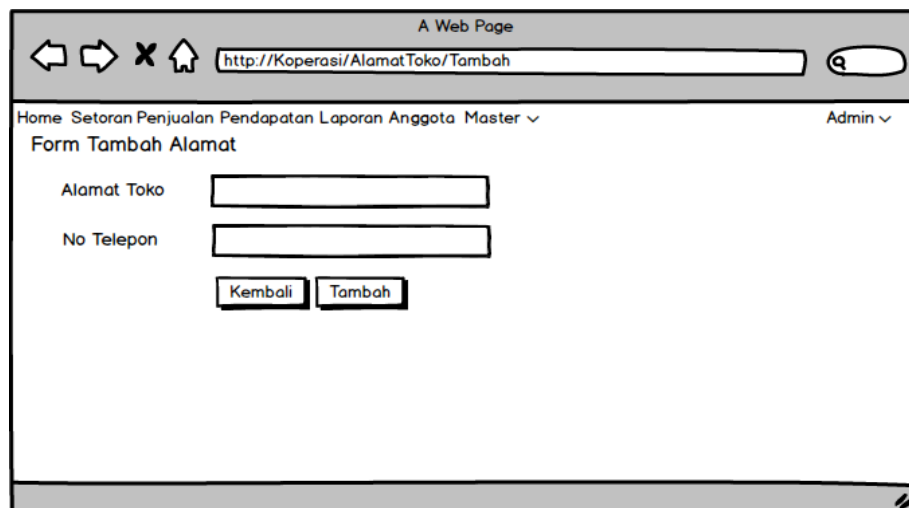 A Web Page
http://Koperasi/AlamatToko/Tambah
Home Setoran Penjualan Pendapatan Laporan Anggota Master Admin
Form Tambah Alamat
Alamat Toko
No Telepon
Kembali Tambah